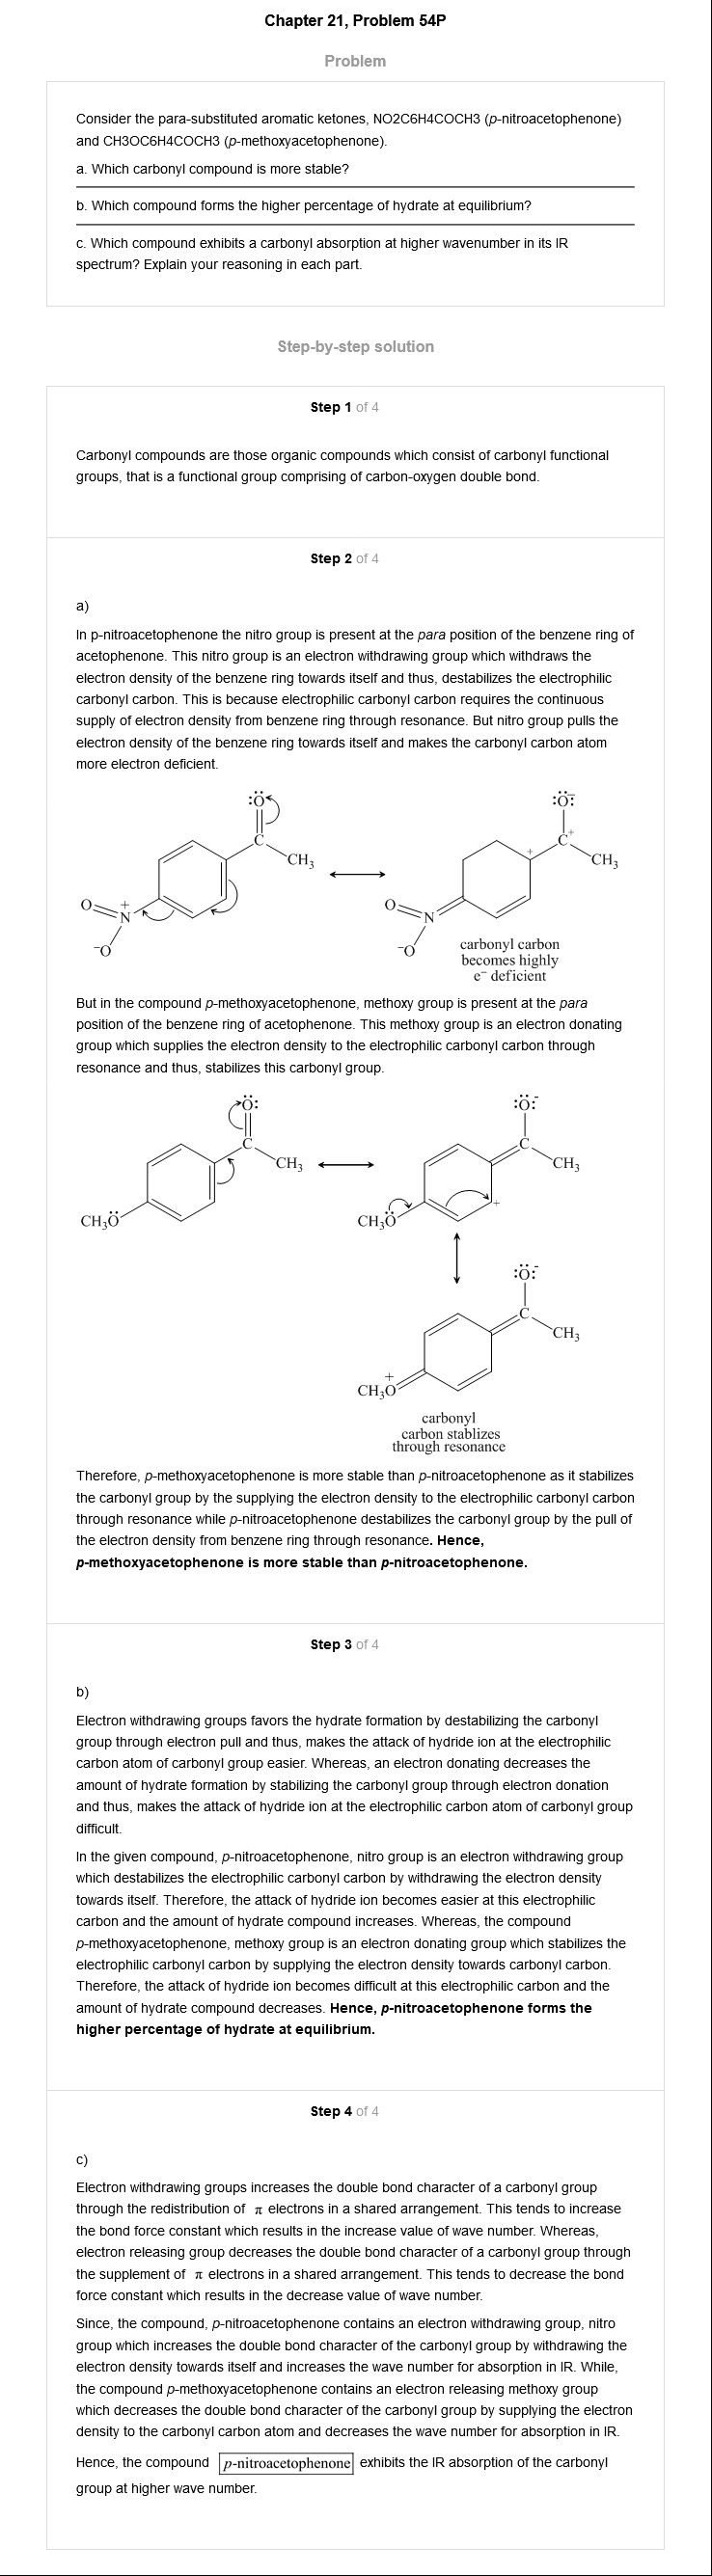 Chapter 21, Problem 54P
Problem
Consider the para-substituted aromatic ketones, NO2C6H4COCH3 (p-nitroacetophenone)
and CH3OC6H4COCH3 (p-methoxyacetophenone).
a. Which carbonyl compound is more stable?
b. Which compound forms the higher percentage of hydrate at equilibrium?
c. Which compound exhibits a carbonyl absorption at higher wavenumber in its IR
spectrum? Explain your reasoning in each part.
Step-by-step solution
Step 1 of 4
Carbonyl compounds are those organic compounds which consist of carbonyl functional
groups, that is a functional group comprising of carbon-oxygen double bond.
Step 2 of 4
a)
In p-nitroacetophenone the nitro group is present at the para position of the benzene ring of
acetophenone. This nitro group is an electron withdrawing group which withdraws the
electron density of the benzene ring towards itself and thus, destabilizes the electrophilic
carbonyl carbon. This is because electrophilic carbonyl carbon requires the continuous
supply of electron density from benzene ring through resonance. But nitro group pulls the
electron density of the benzene ring towards itself and makes the carbonyl carbon atom
more electron deficient.
:Ö :Ö:⁻
C C⁺
CH₃ + CH₃
O N⁺ O N
⁻O ⁻O
carbonyl carbon
becomes highly
e⁻ deficient
But in the compound p-methoxyacetophenone, methoxy group is present at the para
position of the benzene ring of acetophenone. This methoxy group is an electron donating
group which supplies the electron density to the electrophilic carbonyl carbon through
resonance and thus, stabilizes this carbonyl group.
Ö: :Ö:⁻
C C
CH₃ CH₃
+
CH₃Ö CH₃Ö
:Ö:⁻
C
CH₃
+
CH₃O
carbonyl
carbon stablizes
through resonance
Therefore, p-methoxyacetophenone is more stable than p-nitroacetophenone as it stabilizes
the carbonyl group by the supplying the electron density to the electrophilic carbonyl carbon
through resonance while p-nitroacetophenone destabilizes the carbonyl group by the pull of
the electron density from benzene ring through resonance. Hence,
p-methoxyacetophenone is more stable than p-nitroacetophenone.
Step 3 of 4
b)
Electron withdrawing groups favors the hydrate formation by destabilizing the carbonyl
group through electron pull and thus, makes the attack of hydride ion at the electrophilic
carbon atom of carbonyl group easier. Whereas, an electron donating decreases the
amount of hydrate formation by stabilizing the carbonyl group through electron donation
and thus, makes the attack of hydride ion at the electrophilic carbon atom of carbonyl group
difficult.
In the given compound, p-nitroacetophenone, nitro group is an electron withdrawing group
which destabilizes the electrophilic carbonyl carbon by withdrawing the electron density
towards itself. Therefore, the attack of hydride ion becomes easier at this electrophilic
carbon and the amount of hydrate compound increases. Whereas, the compound
p-methoxyacetophenone, methoxy group is an electron donating group which stabilizes the
electrophilic carbonyl carbon by supplying the electron density towards carbonyl carbon.
Therefore, the attack of hydride ion becomes difficult at this electrophilic carbon and the
amount of hydrate compound decreases. Hence, p-nitroacetophenone forms the
higher percentage of hydrate at equilibrium.
Step 4 of 4
c)
Electron withdrawing groups increases the double bond character of a carbonyl group
through the redistribution of π electrons in a shared arrangement. This tends to increase
the bond force constant which results in the increase value of wave number. Whereas,
electron releasing group decreases the double bond character of a carbonyl group through
the supplement of π electrons in a shared arrangement. This tends to decrease the bond
force constant which results in the decrease value of wave number.
Since, the compound, p-nitroacetophenone contains an electron withdrawing group, nitro
group which increases the double bond character of the carbonyl group by withdrawing the
electron density towards itself and increases the wave number for absorption in IR. While,
the compound p-methoxyacetophenone contains an electron releasing methoxy group
which decreases the double bond character of the carbonyl group by supplying the electron
density to the carbonyl carbon atom and decreases the wave number for absorption in IR.
Hence, the compound p-nitroacetophenone exhibits the IR absorption of the carbonyl
group at higher wave number.